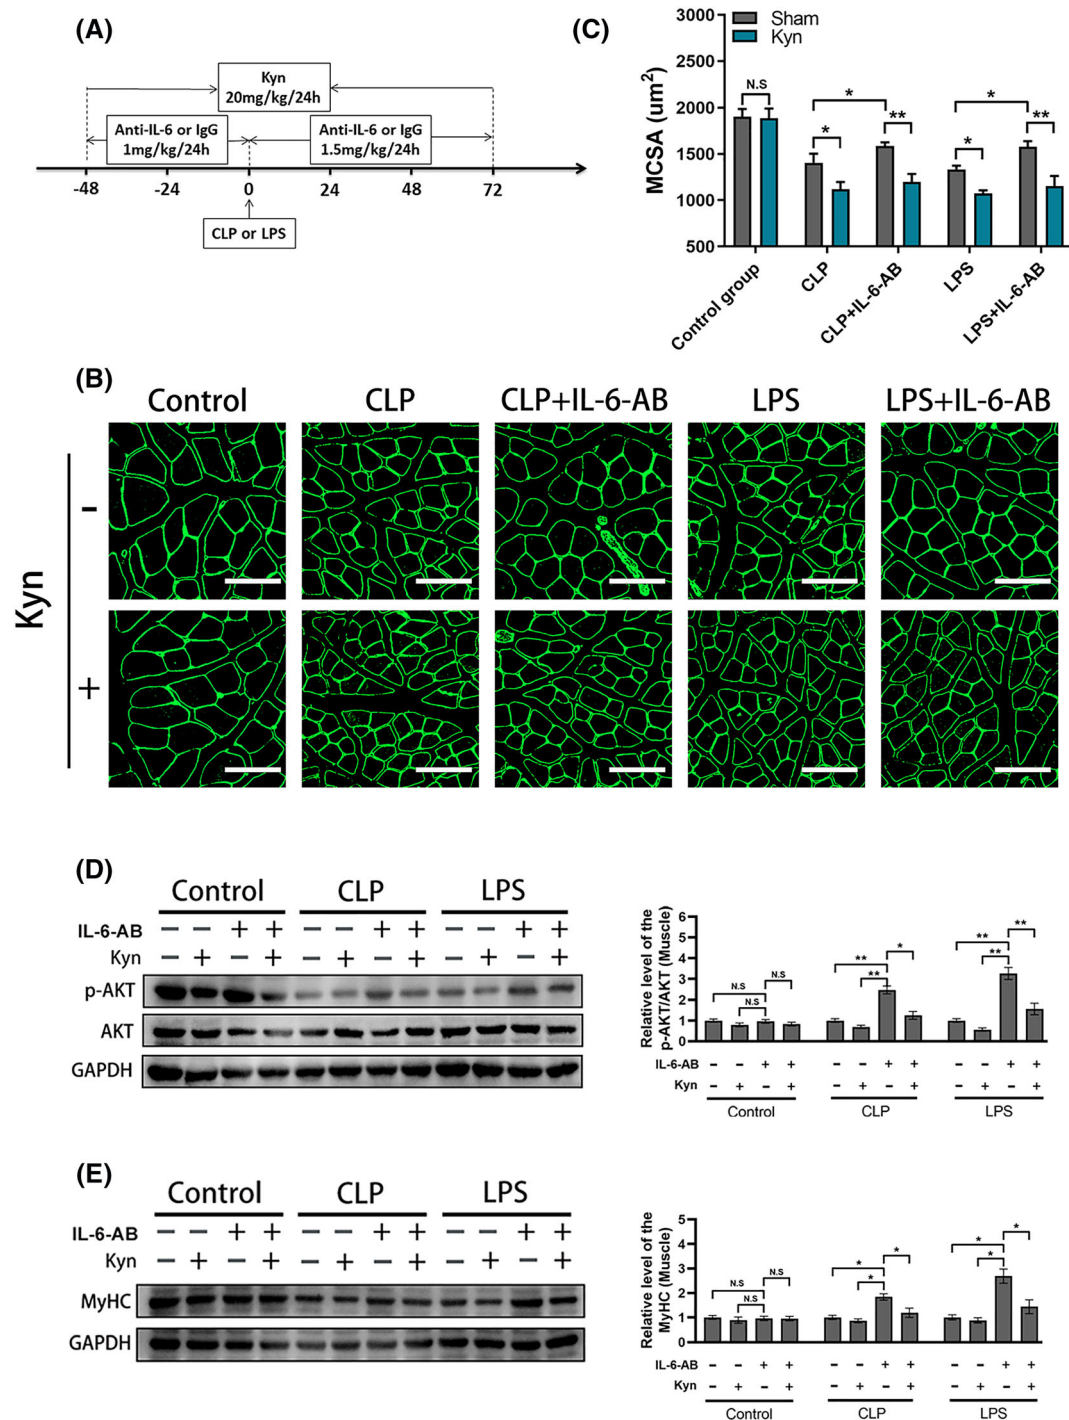 (A)
Kyn
20mg/kg/24h
Anti-IL-6 or IgG
1mg/kg/24h
Anti-IL-6 or IgG
1.5mg/kg/24h
-48 -24 0 24 48 72
CLP or LPS
(C)
Sham
Kyn
MCSA (um²)
3000
2500
2000
1500
1000
500
N.S * * ** * * **
Control group
CLP
CLP+IL-6-AB
LPS
LPS+IL-6-AB
(B)
Control CLP CLP+IL-6-AB LPS LPS+IL-6-AB
Kyn
-
+
(D)
Control CLP LPS
IL-6-AB − − + + − − + + − − + +
Kyn − + − + − + − + − + − +
p-AKT
AKT
GAPDH
Relative level of the
p-AKT/AKT (Muscle)
6
5
4
3
2
1
0
N.S N.S N.S ** ** * ** ** **
IL-6-AB - - + + - - + + - - + +
Kyn - + - + - + - + - + - +
Control CLP LPS
(E)
Control CLP LPS
IL-6-AB − − + + − − + + − − + +
Kyn − + − + − + − + − + − +
MyHC
GAPDH
Relative level of the
MyHC (Muscle)
5
4
3
2
1
0
N.S N.S N.S * * * * * *
IL-6-AB - - + + - - + + - - + +
Kyn - + - + - + - + - + - +
Control CLP LPS